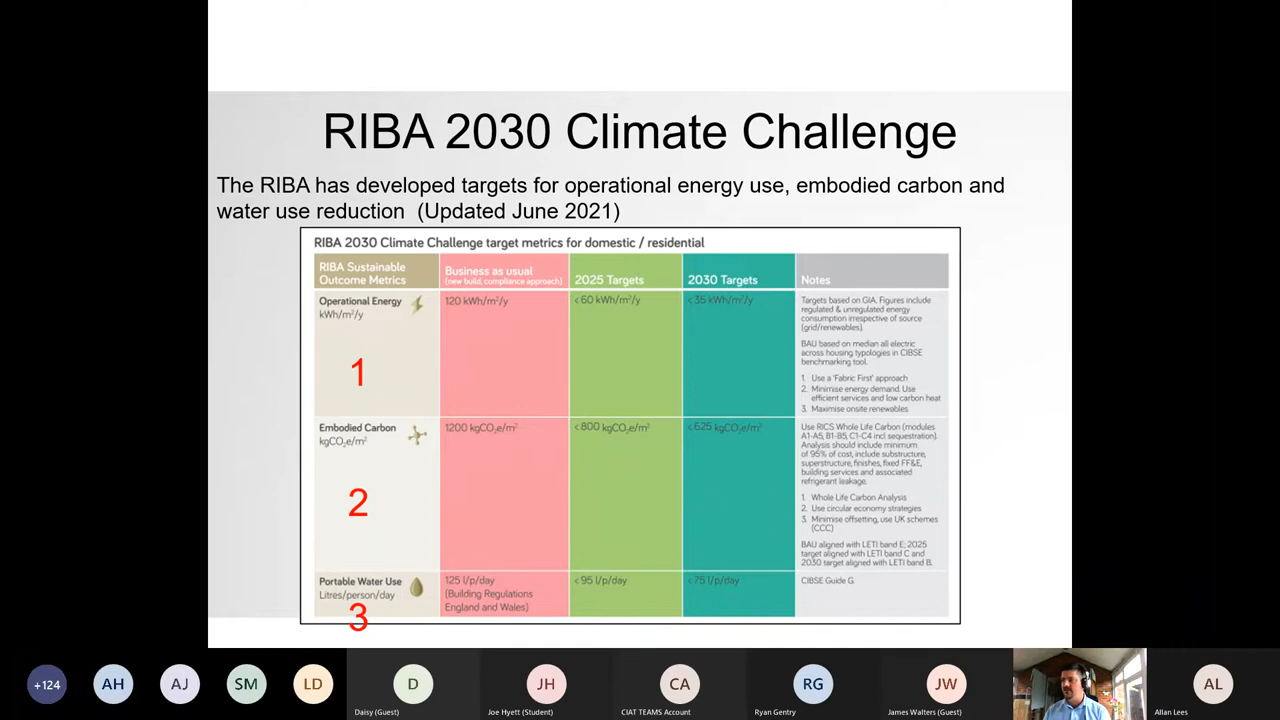 RIBA 2030 Climate Challenge
The RIBA has developed targets for operational energy use, embodied carbon and
water use reduction (Updated June 2021)
RIBA 2030 Climate Challenge target metrics for domestic / residential
RIBA Sustainable
Outcome Metrics
Business as usual
(new build, compliance approach)
2025 Targets
2030 Targets
Notes
Operational Energy
kWh/m²/y
1
120 kWh/m²/y
< 60 kWh/m²/y
< 35 kWh/m²/y
Targets based on GIA. Figures include
regulated & unregulated energy
consumption irrespective of source
(grid/renewables).
BAU based on median all electric
across housing typologies in CIBSE
benchmarking tool.
1. Use a 'Fabric First' approach
2. Minimise energy demand. Use
efficient services and low carbon heat
3. Maximise onsite renewables
Embodied Carbon
kgCO₂e/m²
2
1200 kgCO₂e/m²
< 800 kgCO₂e/m²
< 625 kgCO₂e/m²
Use RICS Whole Life Carbon (modules
A1-A5, B1-B5, C1-C4 incl sequestration).
Analysis should include minimum
of 95% of cost, include substructure,
superstructure, finishes, fixed FF&E,
building services and associated
refrigerant leakage.
1. Whole Life Carbon Analysis
2. Use circular economy strategies
3. Minimise offsetting, use UK schemes
(CCC)
BAU aligned with LETI band E; 2025
target aligned with LETI band C and
2030 target aligned with LETI band B.
Portable Water Use
Litres/person/day
3
125 l/p/day
(Building Regulations
England and Wales)
< 95 l/p/day
< 75 l/p/day
CIBSE Guide G.
+124
AH
AJ
SM
LD
D
Daisy (Guest)
JH
Joe Hyett (Student)
CA
CIAT TEAMS Account
RG
Ryan Gentry
JW
James Walters (Guest)
AL
Allan Lees